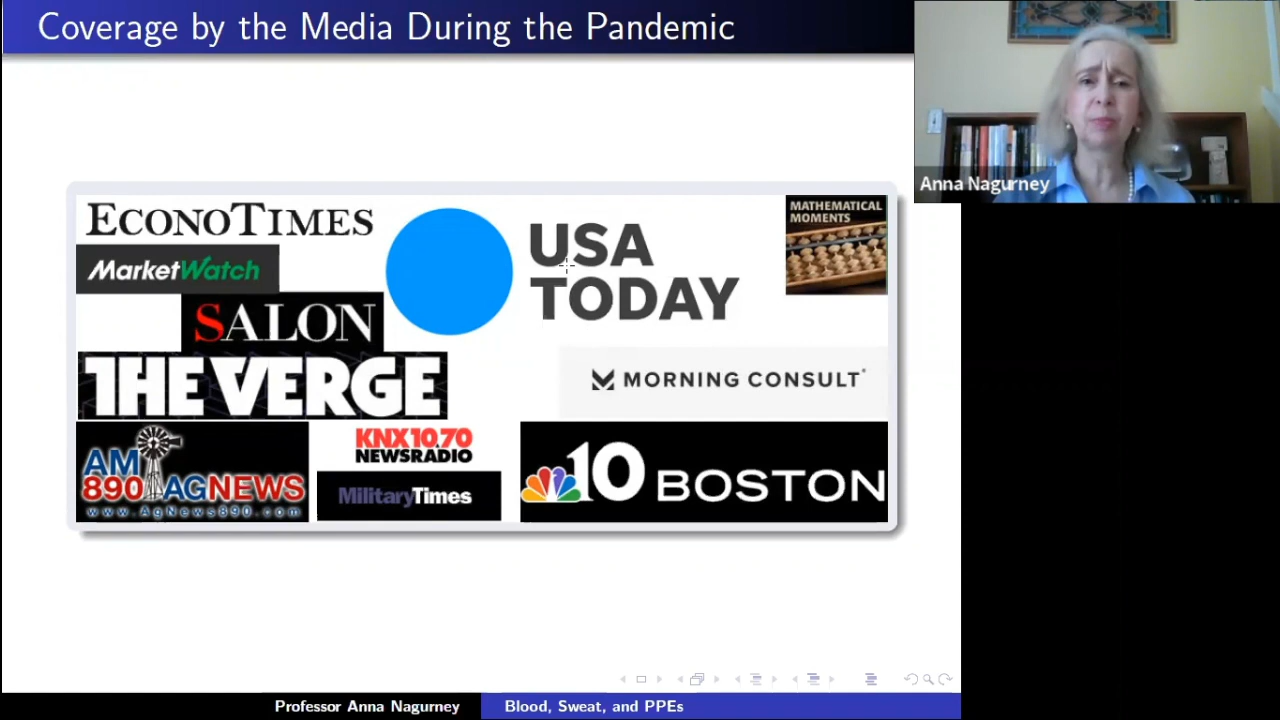 Coverage by the Media During the Pandemic
Anna Nagurney
ECONOTIMES
MarketWatch
SALON
THE VERGE
USA
TODAY
MATHEMATICAL
MOMENTS
MORNING CONSULT
AM
890 AGNEWS
www.AgNews890.com
KNX10.70
NEWSRADIO
MilitaryTimes
10 BOSTON
Professor Anna Nagurney
Blood, Sweat, and PPEs